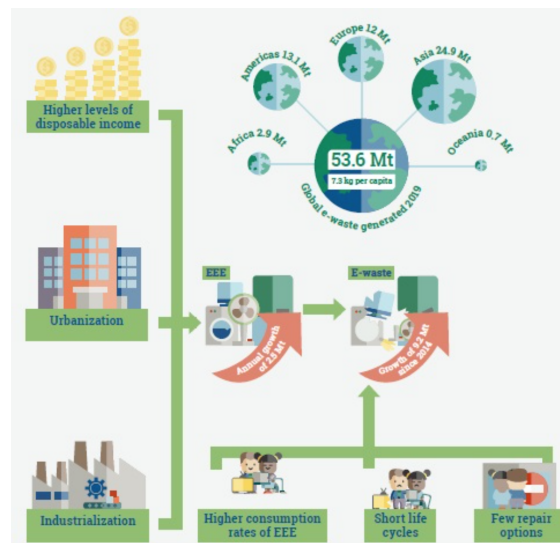 Higher levels of
disposable income
Africa 2.9 Mt
Americas 13.1 Mt
Europe 12 Mt
Asia 24.9 Mt
Oceania 0.7 Mt
53.6 Mt
7.3 kg per capita
Global e-waste generated 2019
Urbanization
EEE
Annual growth
of 2.5 Mt
E-waste
Growth of 9.2 Mt
since 2014
Industrialization
Higher consumption
rates of EEE
Short life
cycles
Few repair
options